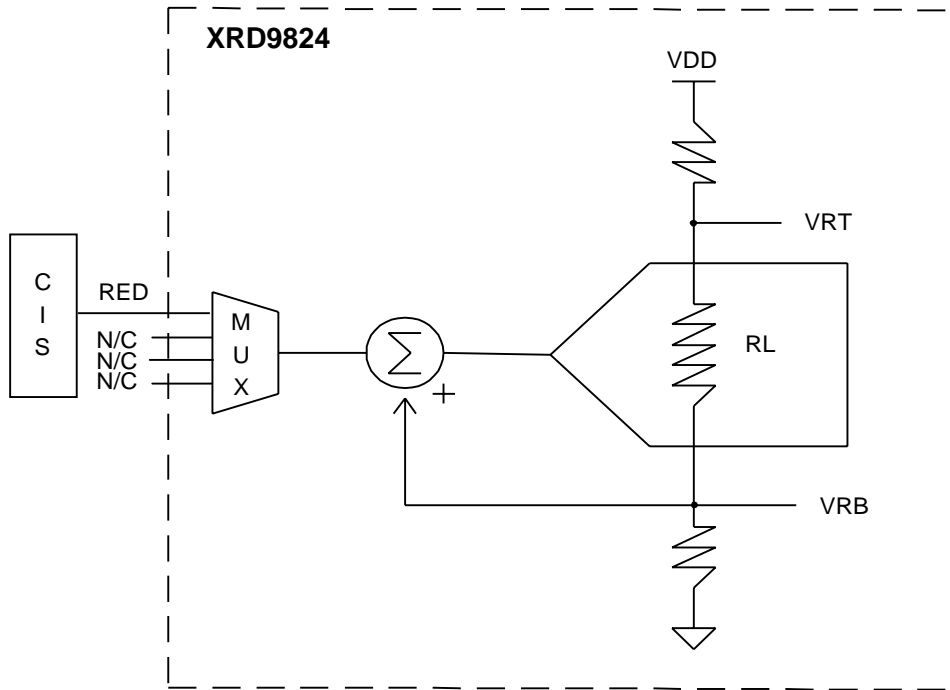 XRD9824
VDD
VRT
C
I
S
RED
N/C
N/C
N/C
M
U
X
Σ
+
RL
VRB